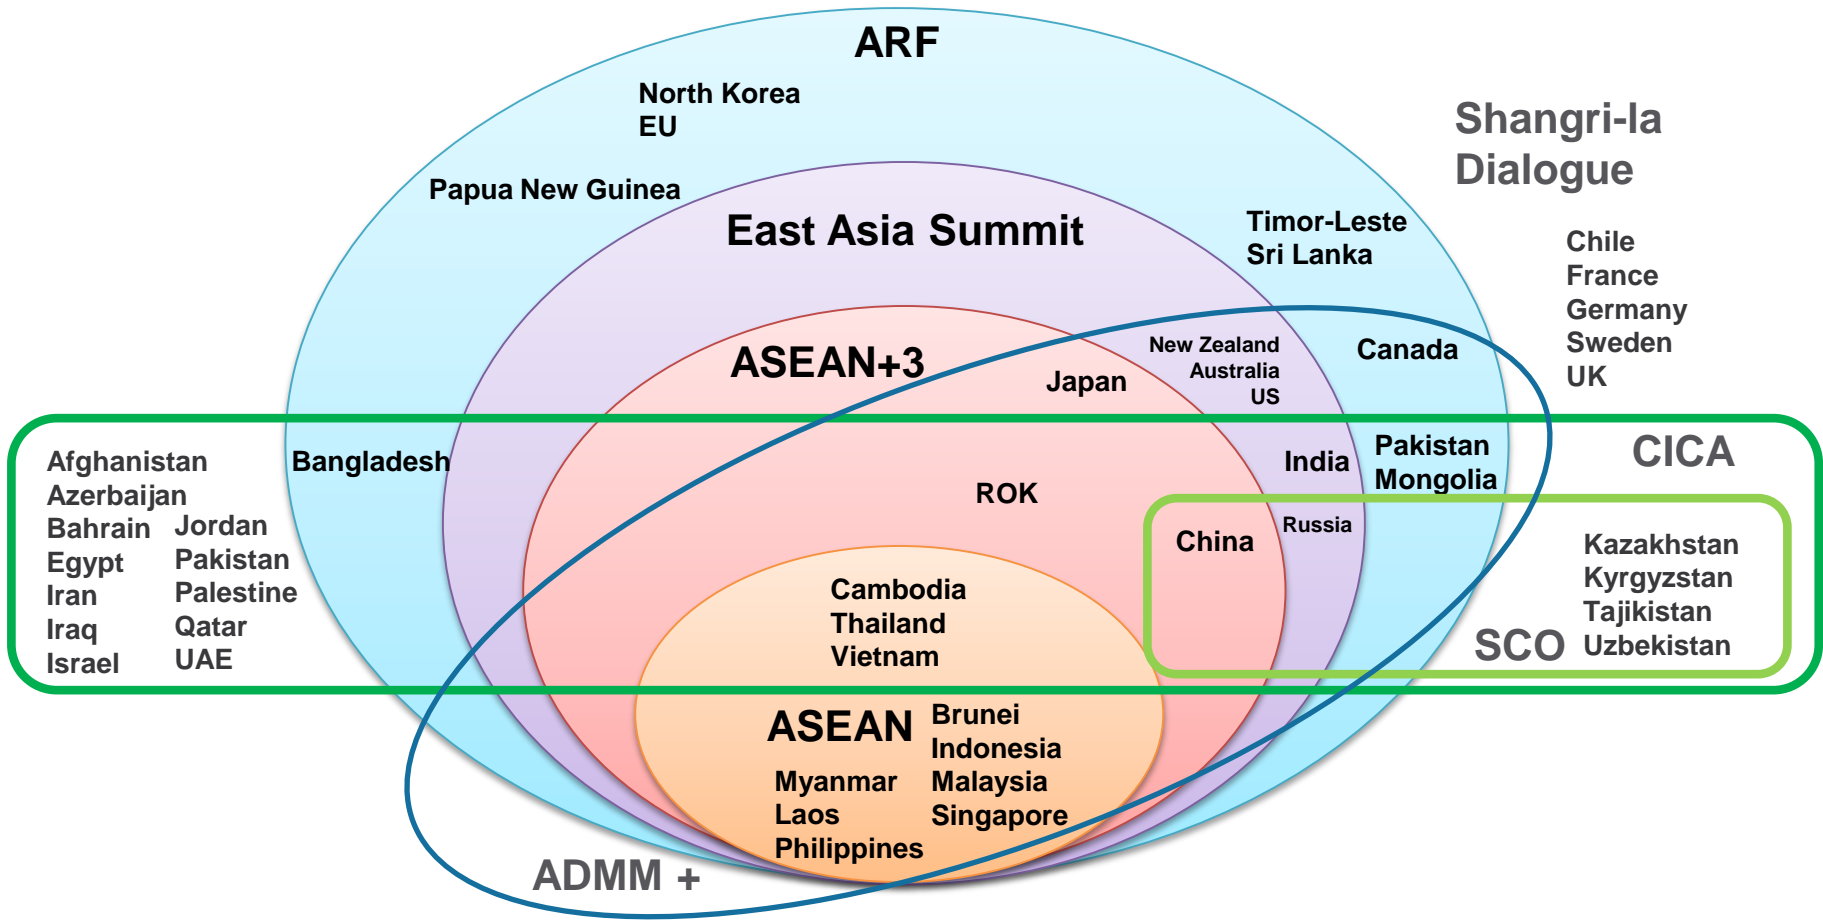 ARF
North Korea
EU
Papua New Guinea
East Asia Summit
Shangri-la
Dialogue
Timor-Leste
Sri Lanka
Chile
France
Germany
Sweden
UK
ASEAN+3
Japan
New Zealand
Australia
US
Canada
Afghanistan
Azerbaijan
Bahrain
Egypt
Iran
Iraq
Israel
Jordan
Pakistan
Palestine
Qatar
UAE
Bangladesh
ROK
India
Pakistan
Mongolia
CICA
China
Russia
Kazakhstan
Kyrgyzstan
Tajikistan
Uzbekistan
SCO
Cambodia
Thailand
Vietnam
ASEAN
Brunei
Indonesia
Malaysia
Singapore
Myanmar
Laos
Philippines
ADMM +